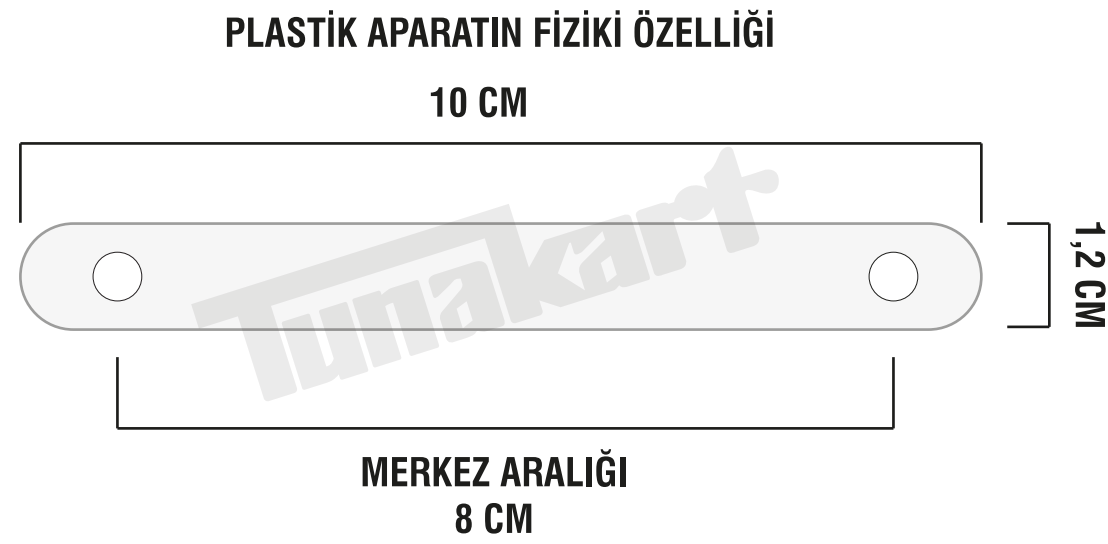 PLASTİK APARATIN FİZİKİ ÖZELLİĞİ
10 CM
Tunakart
1,2 CM
MERKEZ ARALIĞI
8 CM